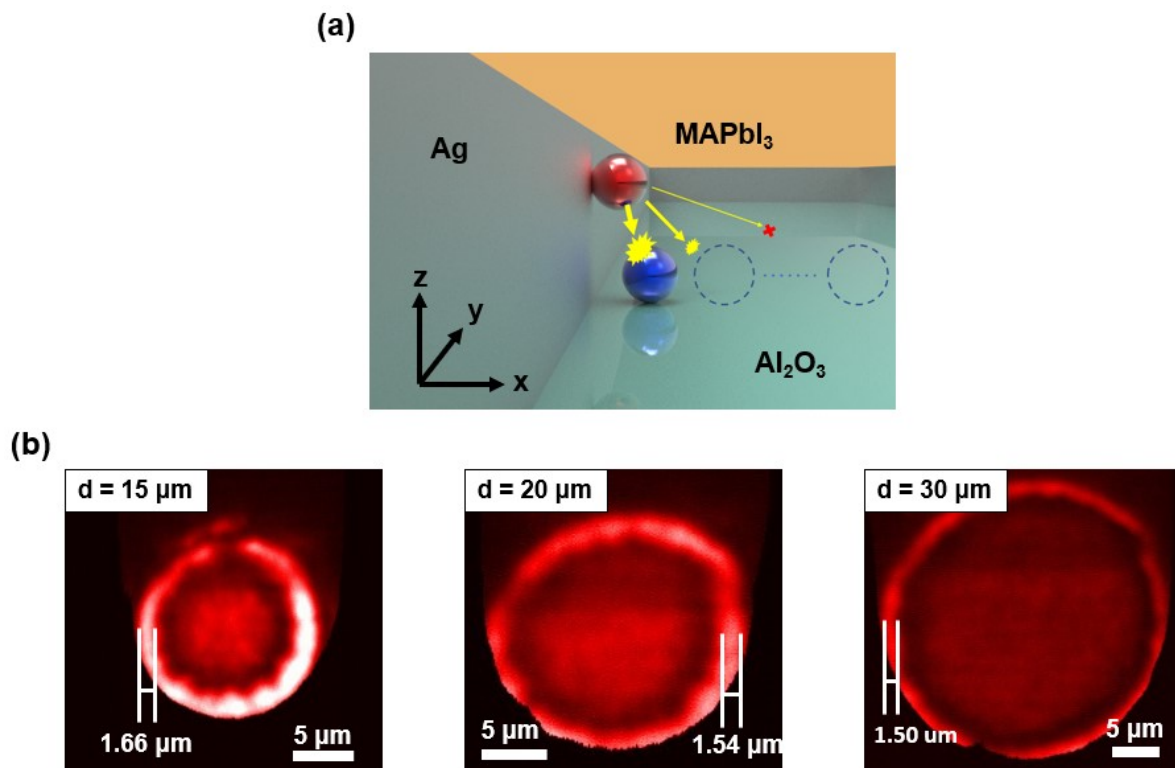 (a)
Ag
MAPbI₃
z
y
x
Al₂O₃
(b)
d = 15 µm
d = 20 µm
d = 30 µm
1.66 µm
5 µm
5 µm
1.54 µm
1.50 um
5 µm